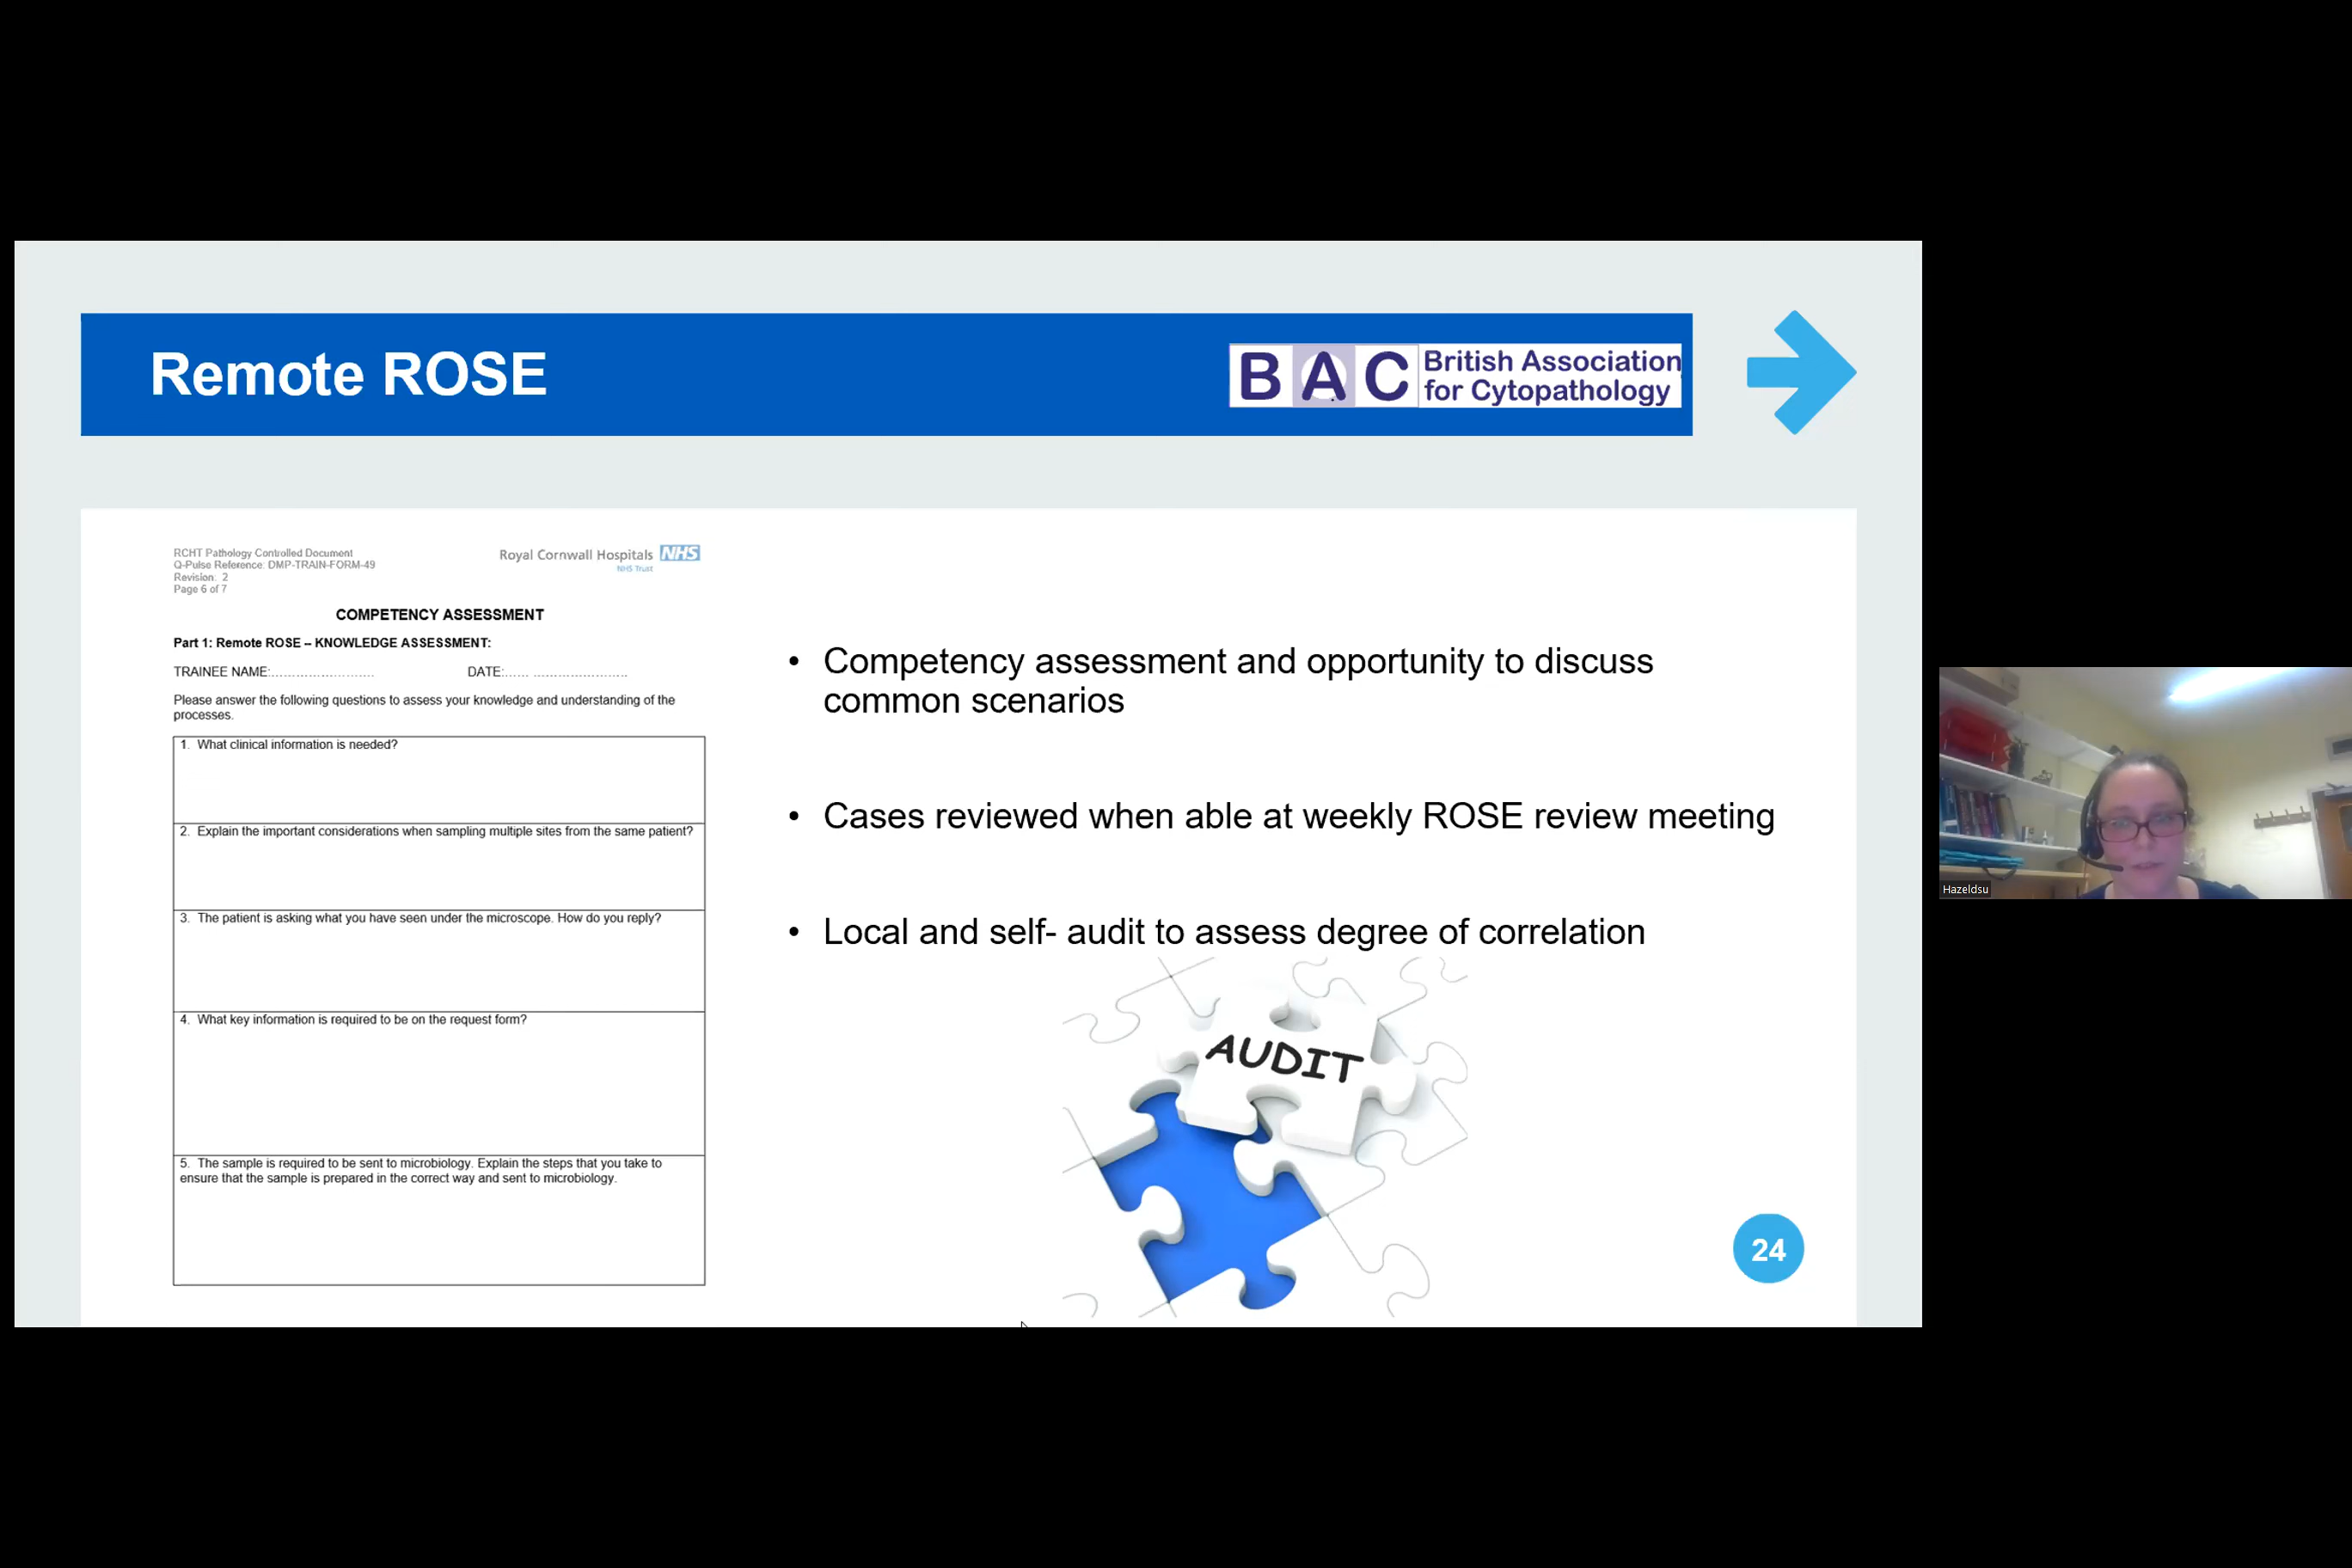 Remote ROSE
BAC British Association
for Cytopathology
RCHT Pathology Controlled Document
Q-Pulse Reference: DMP-TRAIN-FORM-49
Revision: 2
Page 6 of 7
Royal Cornwall Hospitals NHS
NHS Trust
COMPETENCY ASSESSMENT
Part 1: Remote ROSE – KNOWLEDGE ASSESSMENT:
TRAINEE NAME:........................... DATE:...... .......................
Please answer the following questions to assess your knowledge and understanding of the
processes.
1. What clinical information is needed?
2. Explain the important considerations when sampling multiple sites from the same patient?
3. The patient is asking what you have seen under the microscope. How do you reply?
4. What key information is required to be on the request form?
5. The sample is required to be sent to microbiology. Explain the steps that you take to
ensure that the sample is prepared in the correct way and sent to microbiology.
• Competency assessment and opportunity to discuss
common scenarios
• Cases reviewed when able at weekly ROSE review meeting
• Local and self- audit to assess degree of correlation
AUDIT
24
Hazeldsu